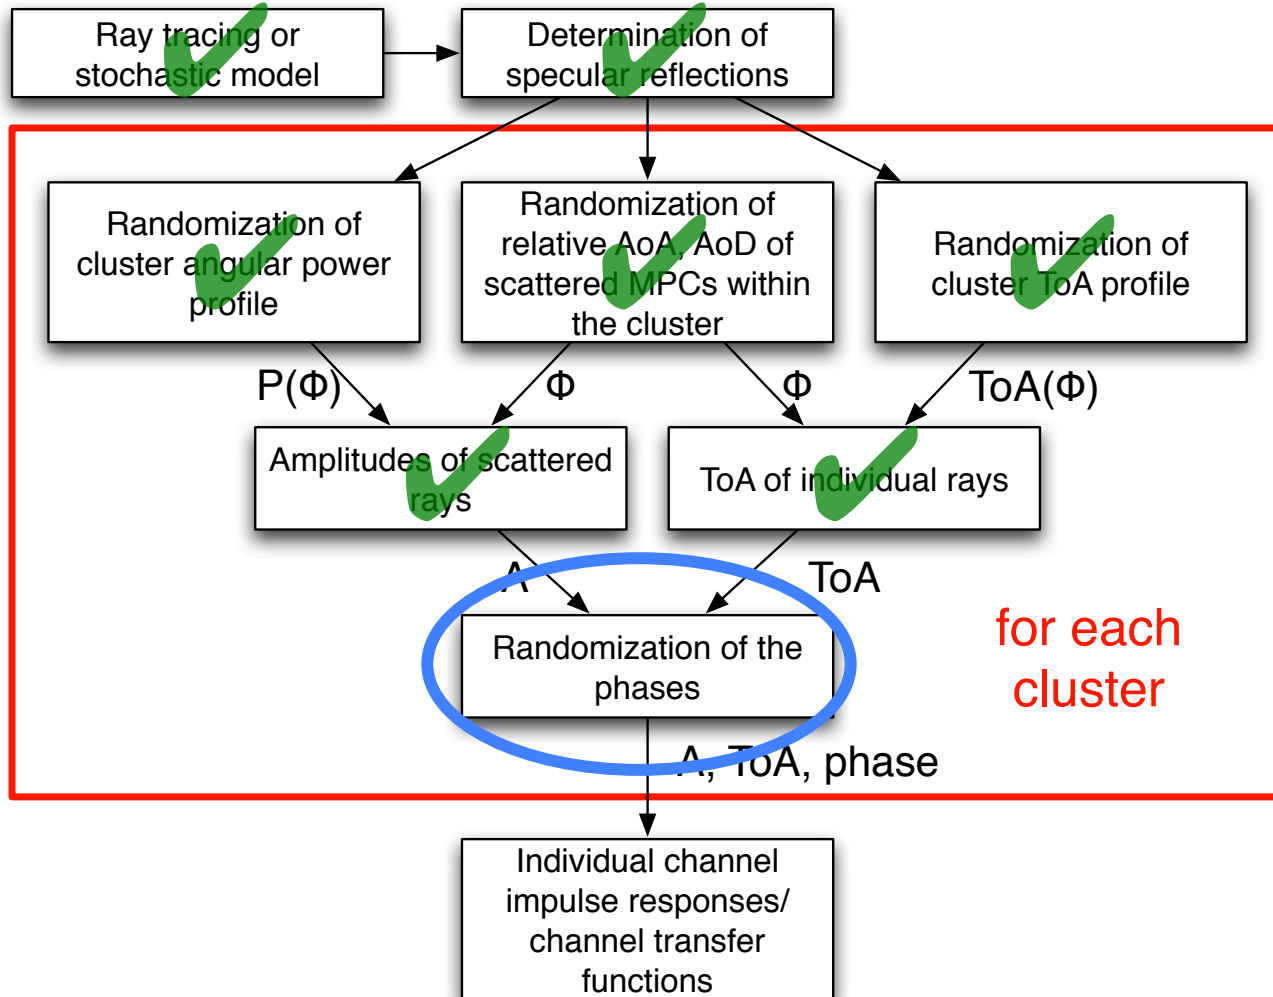 Ray tracing or
stochastic model
Determination of
specular reflections
Randomization of
cluster angular power
profile
Randomization of
relative AoA, AoD of
scattered MPCs within
the cluster
Randomization of
cluster ToA profile
P(Φ)
Φ
Φ
ToA(Φ)
Amplitudes of scattered
rays
ToA of individual rays
A
ToA
Randomization of the
phases
for each
cluster
A, ToA, phase
Individual channel
impulse responses/
channel transfer
functions